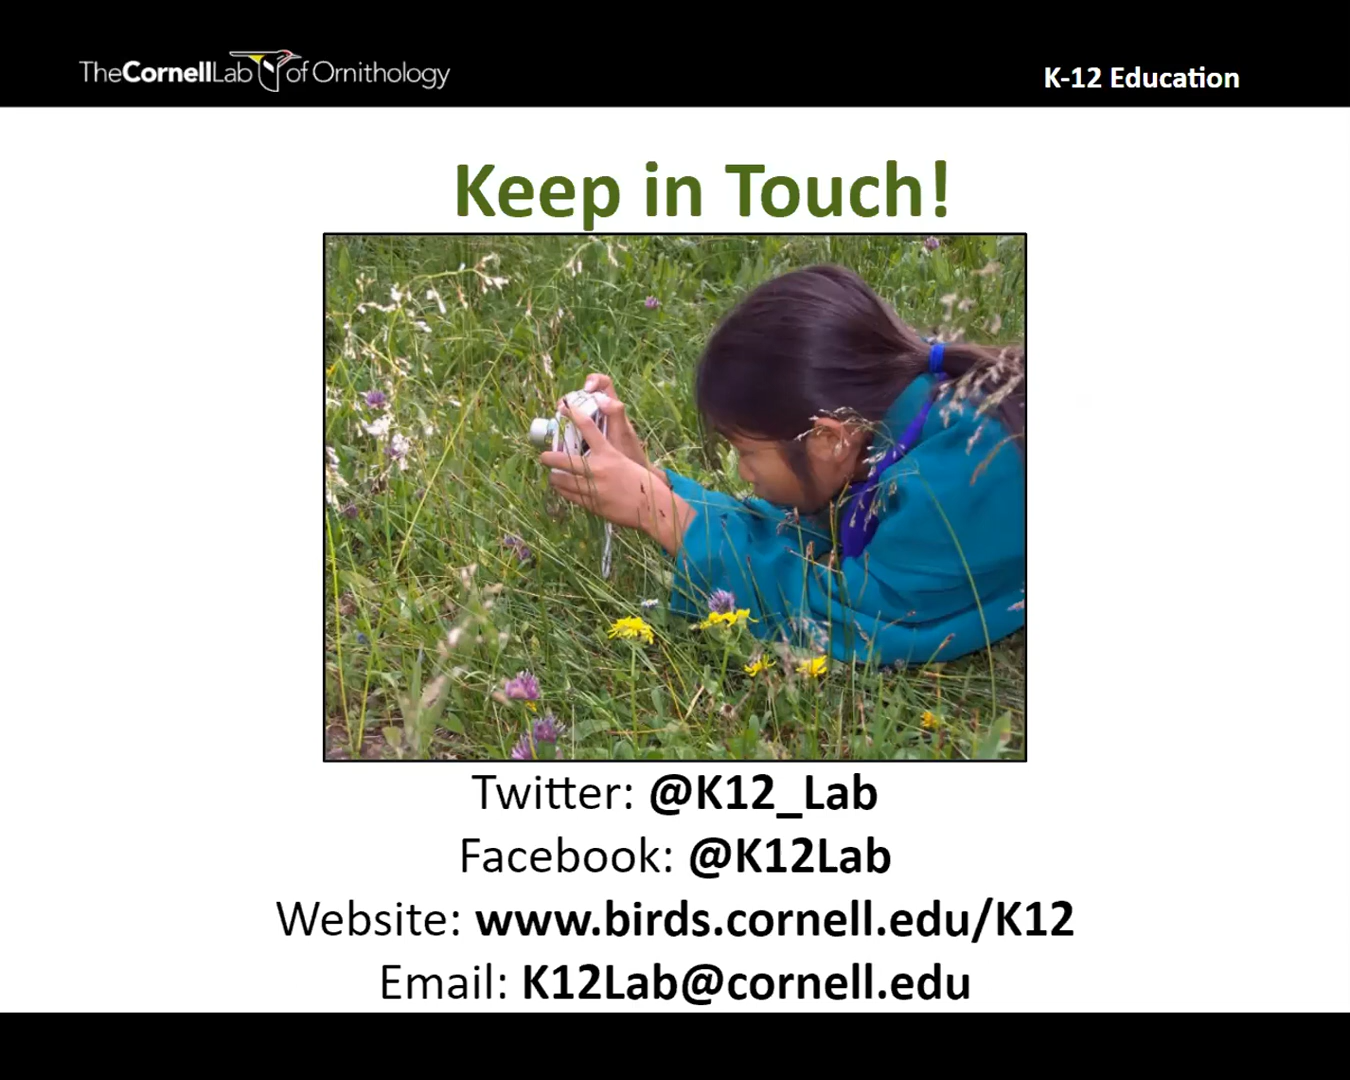 TheCornellLab of Ornithology
K-12 Education
Keep in Touch!
Twitter: @K12_Lab
Facebook: @K12Lab
Website: www.birds.cornell.edu/K12
Email: K12Lab@cornell.edu